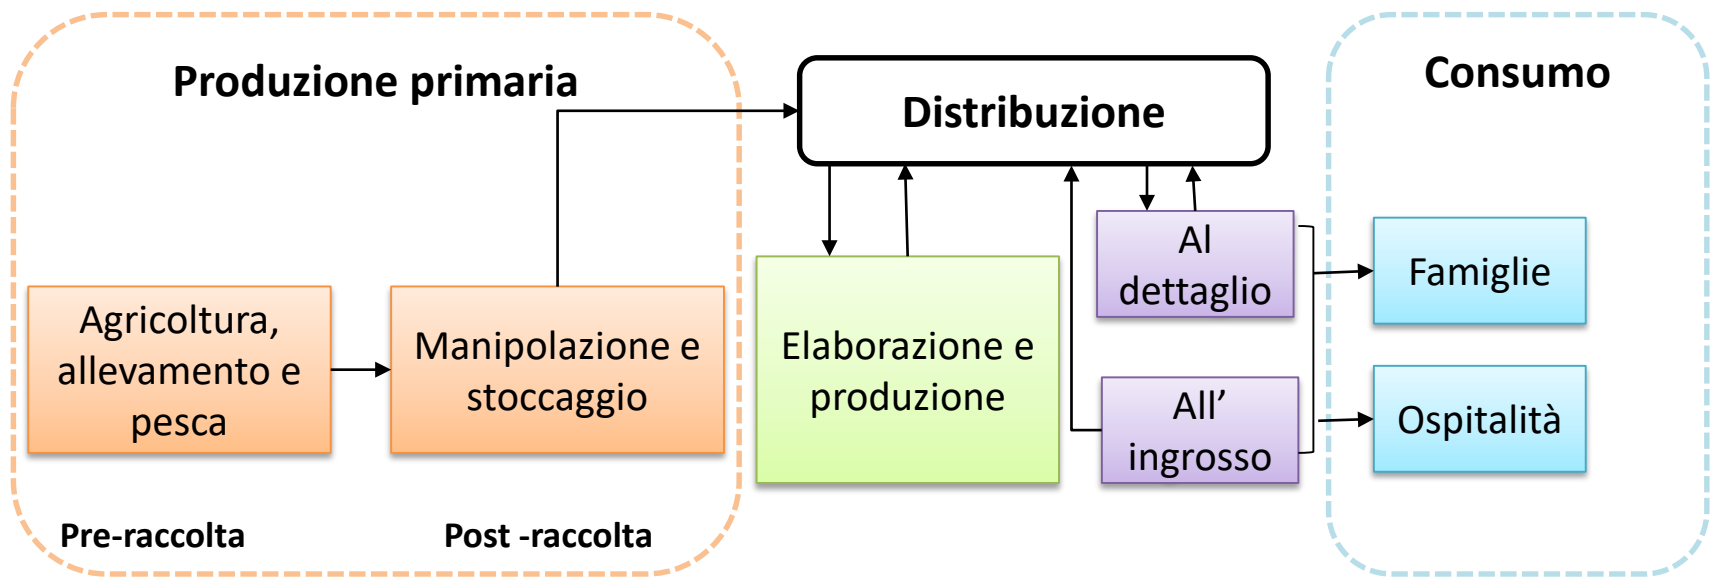 Produzione primaria
Agricoltura,
allevamento e
pesca
Manipolazione e
stoccaggio
Pre-raccolta
Post -raccolta
Distribuzione
Elaborazione e
produzione
Al
dettaglio
All’
ingrosso
Consumo
Famiglie
Ospitalità